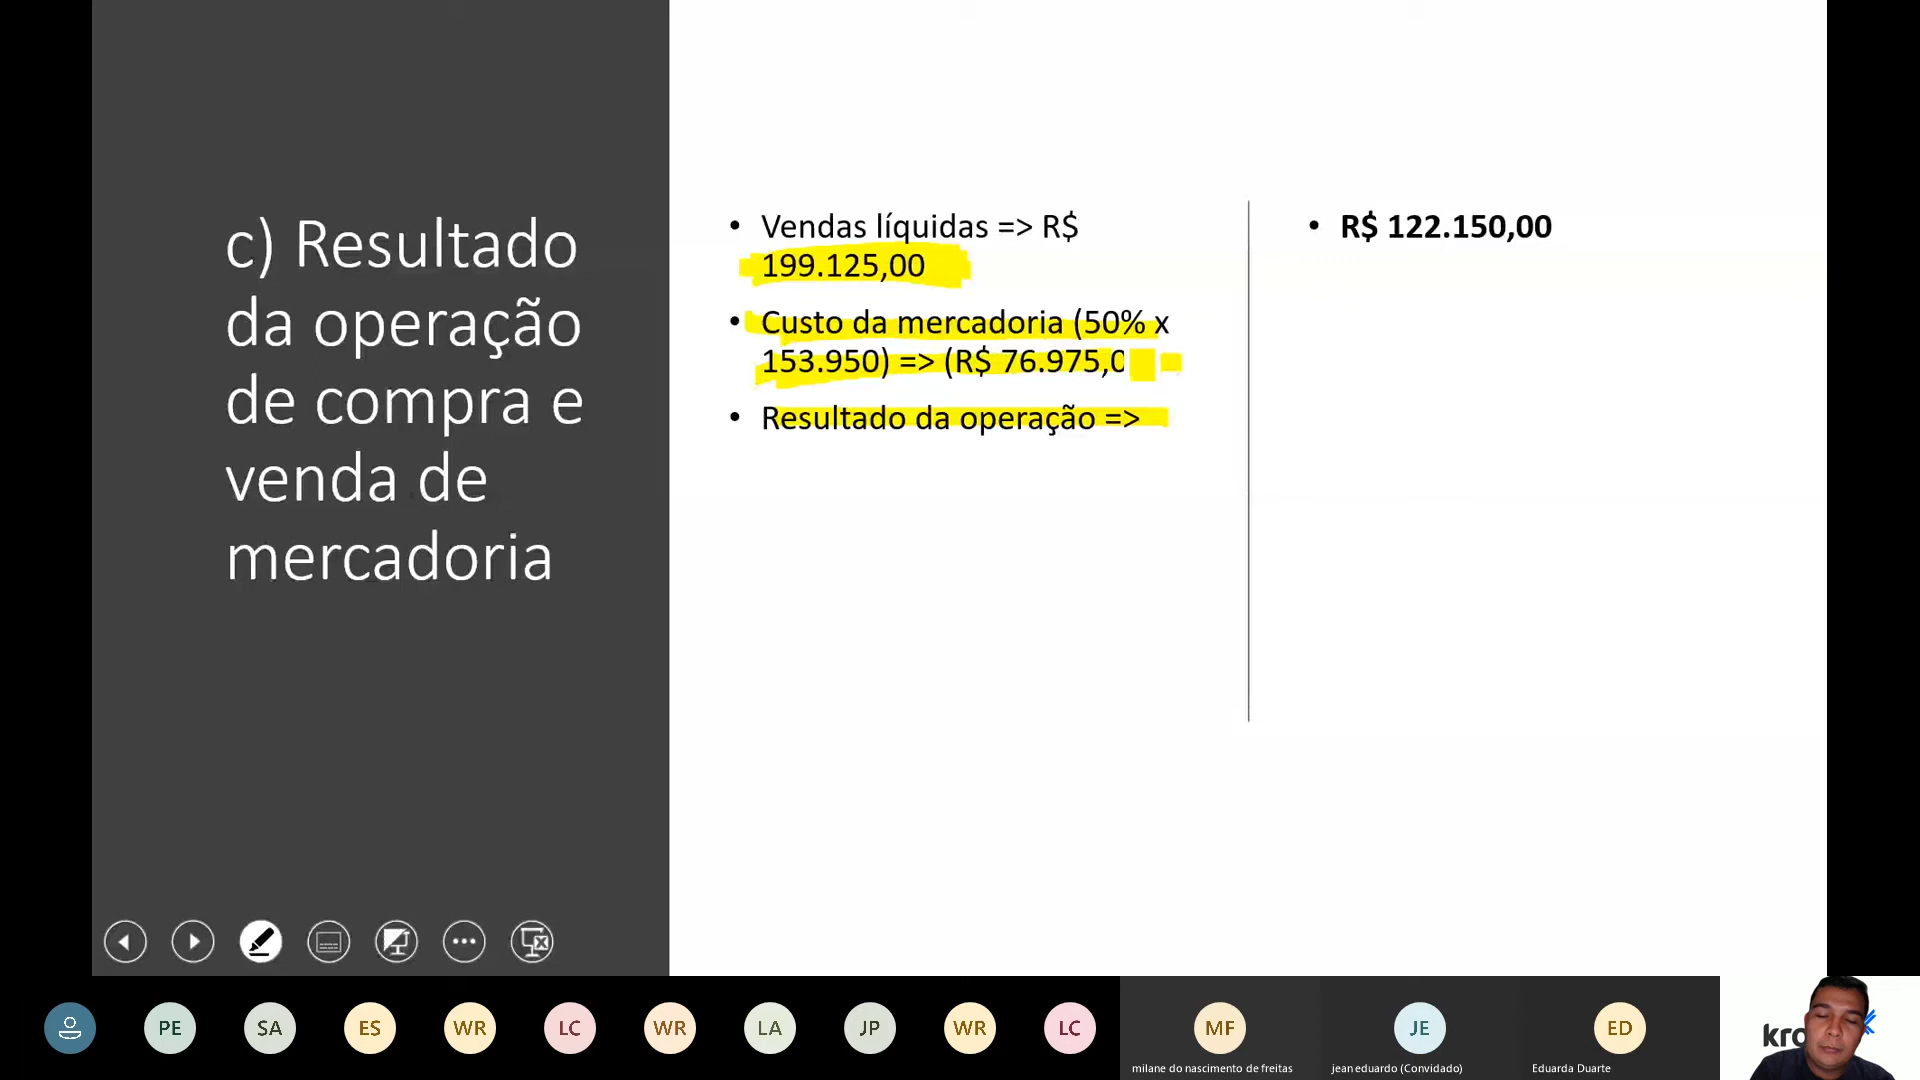 c) Resultado
da operação
de compra e
venda de
mercadoria
• Vendas líquidas => R$
199.125,00
• Custo da mercadoria (50% x
153.950) => (R$ 76.975,0
• Resultado da operação =>
• R$ 122.150,00
PE
SA
ES
WR
LC
WR
LA
JP
WR
LC
MF
JE
ED
milane do nascimento de freitas
jean eduardo (Convidado)
Eduarda Duarte